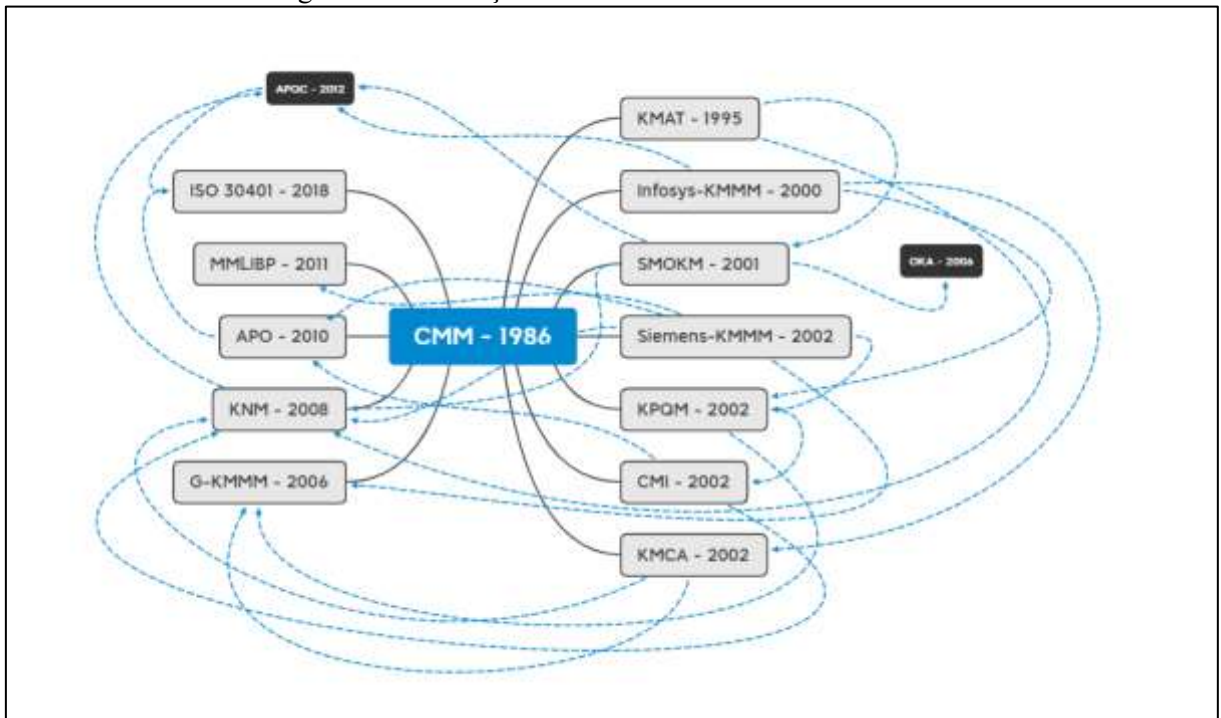 APOC - 2012
ISO 30401 - 2018
MMLIBP - 2011
APO - 2010
KNM - 2008
G-KMMM - 2006
CMM - 1986
KMAT - 1995
Infosys-KMMM - 2000
SMOKM - 2001
OKA - 2006
Siemens-KMMM - 2002
KPQM - 2002
CMI - 2002
KMCA - 2002